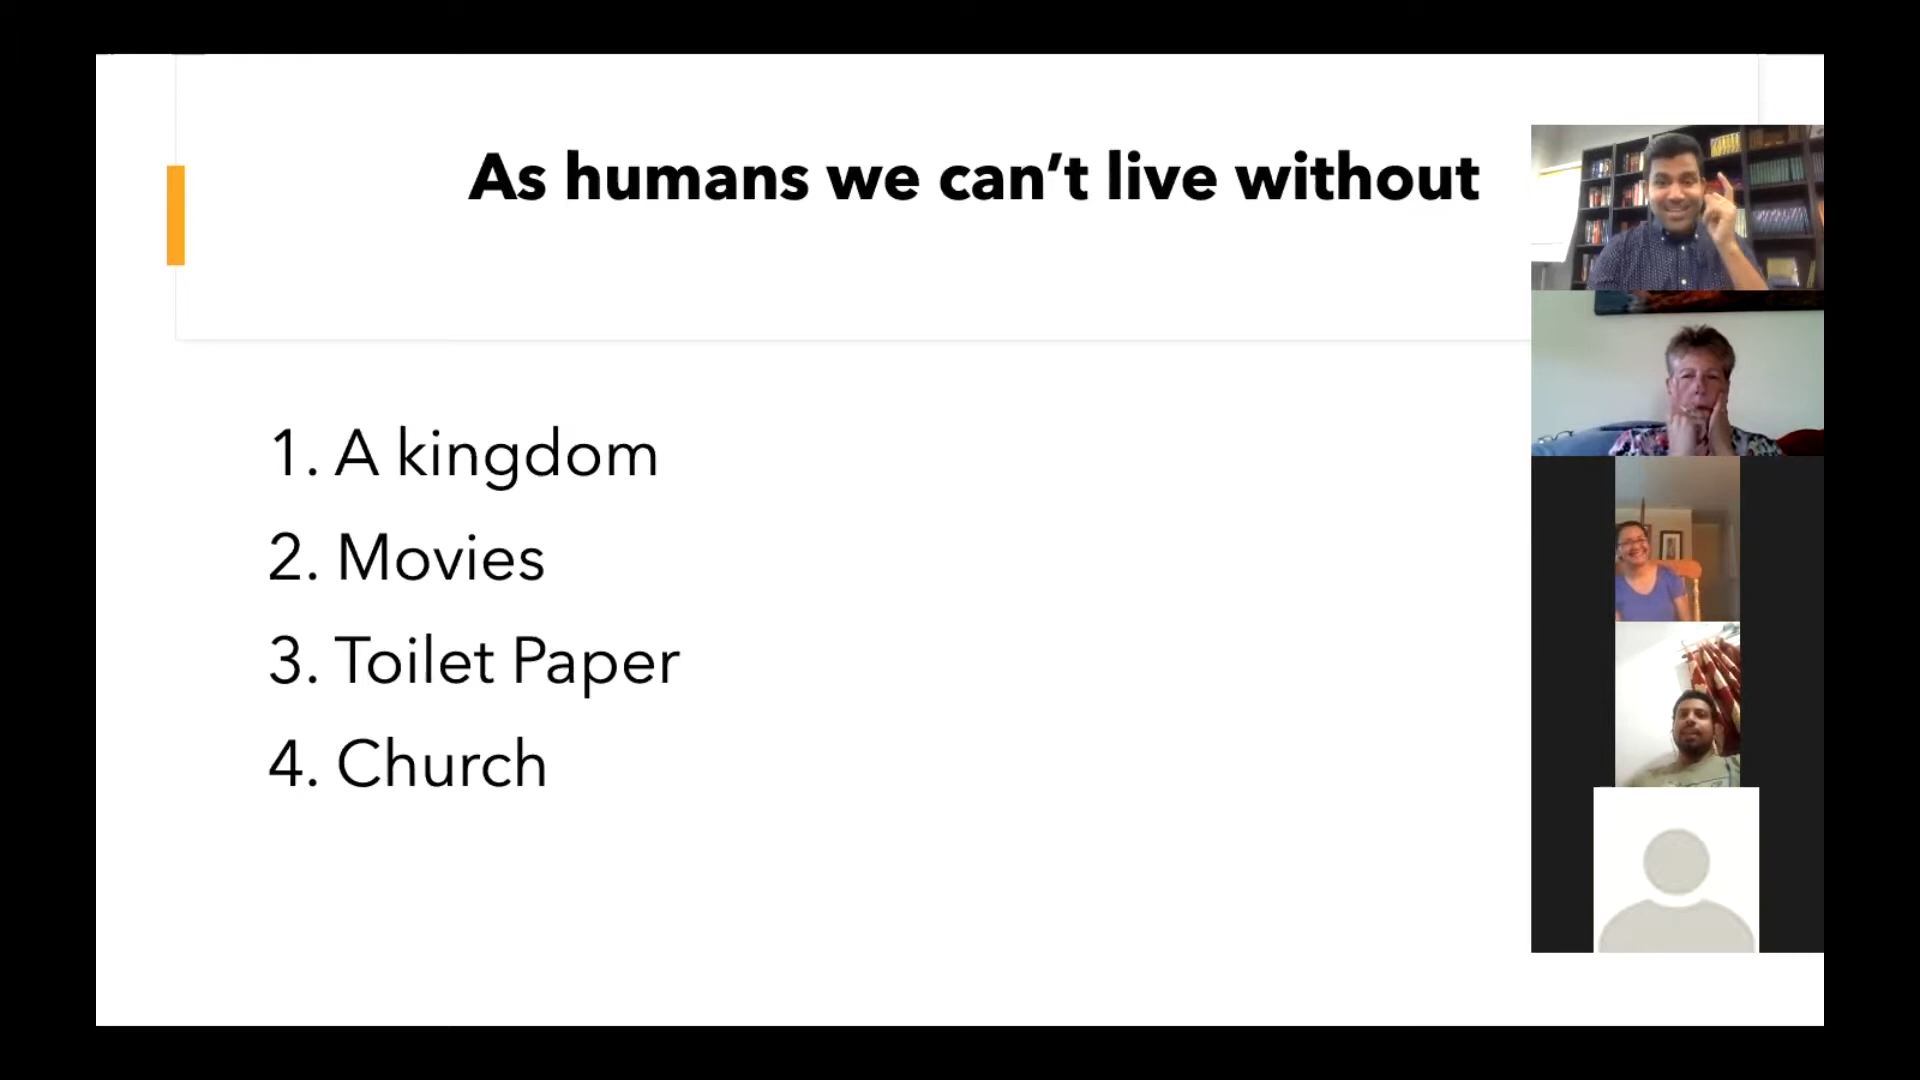 As humans we can’t live without
1. A kingdom
2. Movies
3. Toilet Paper
4. Church